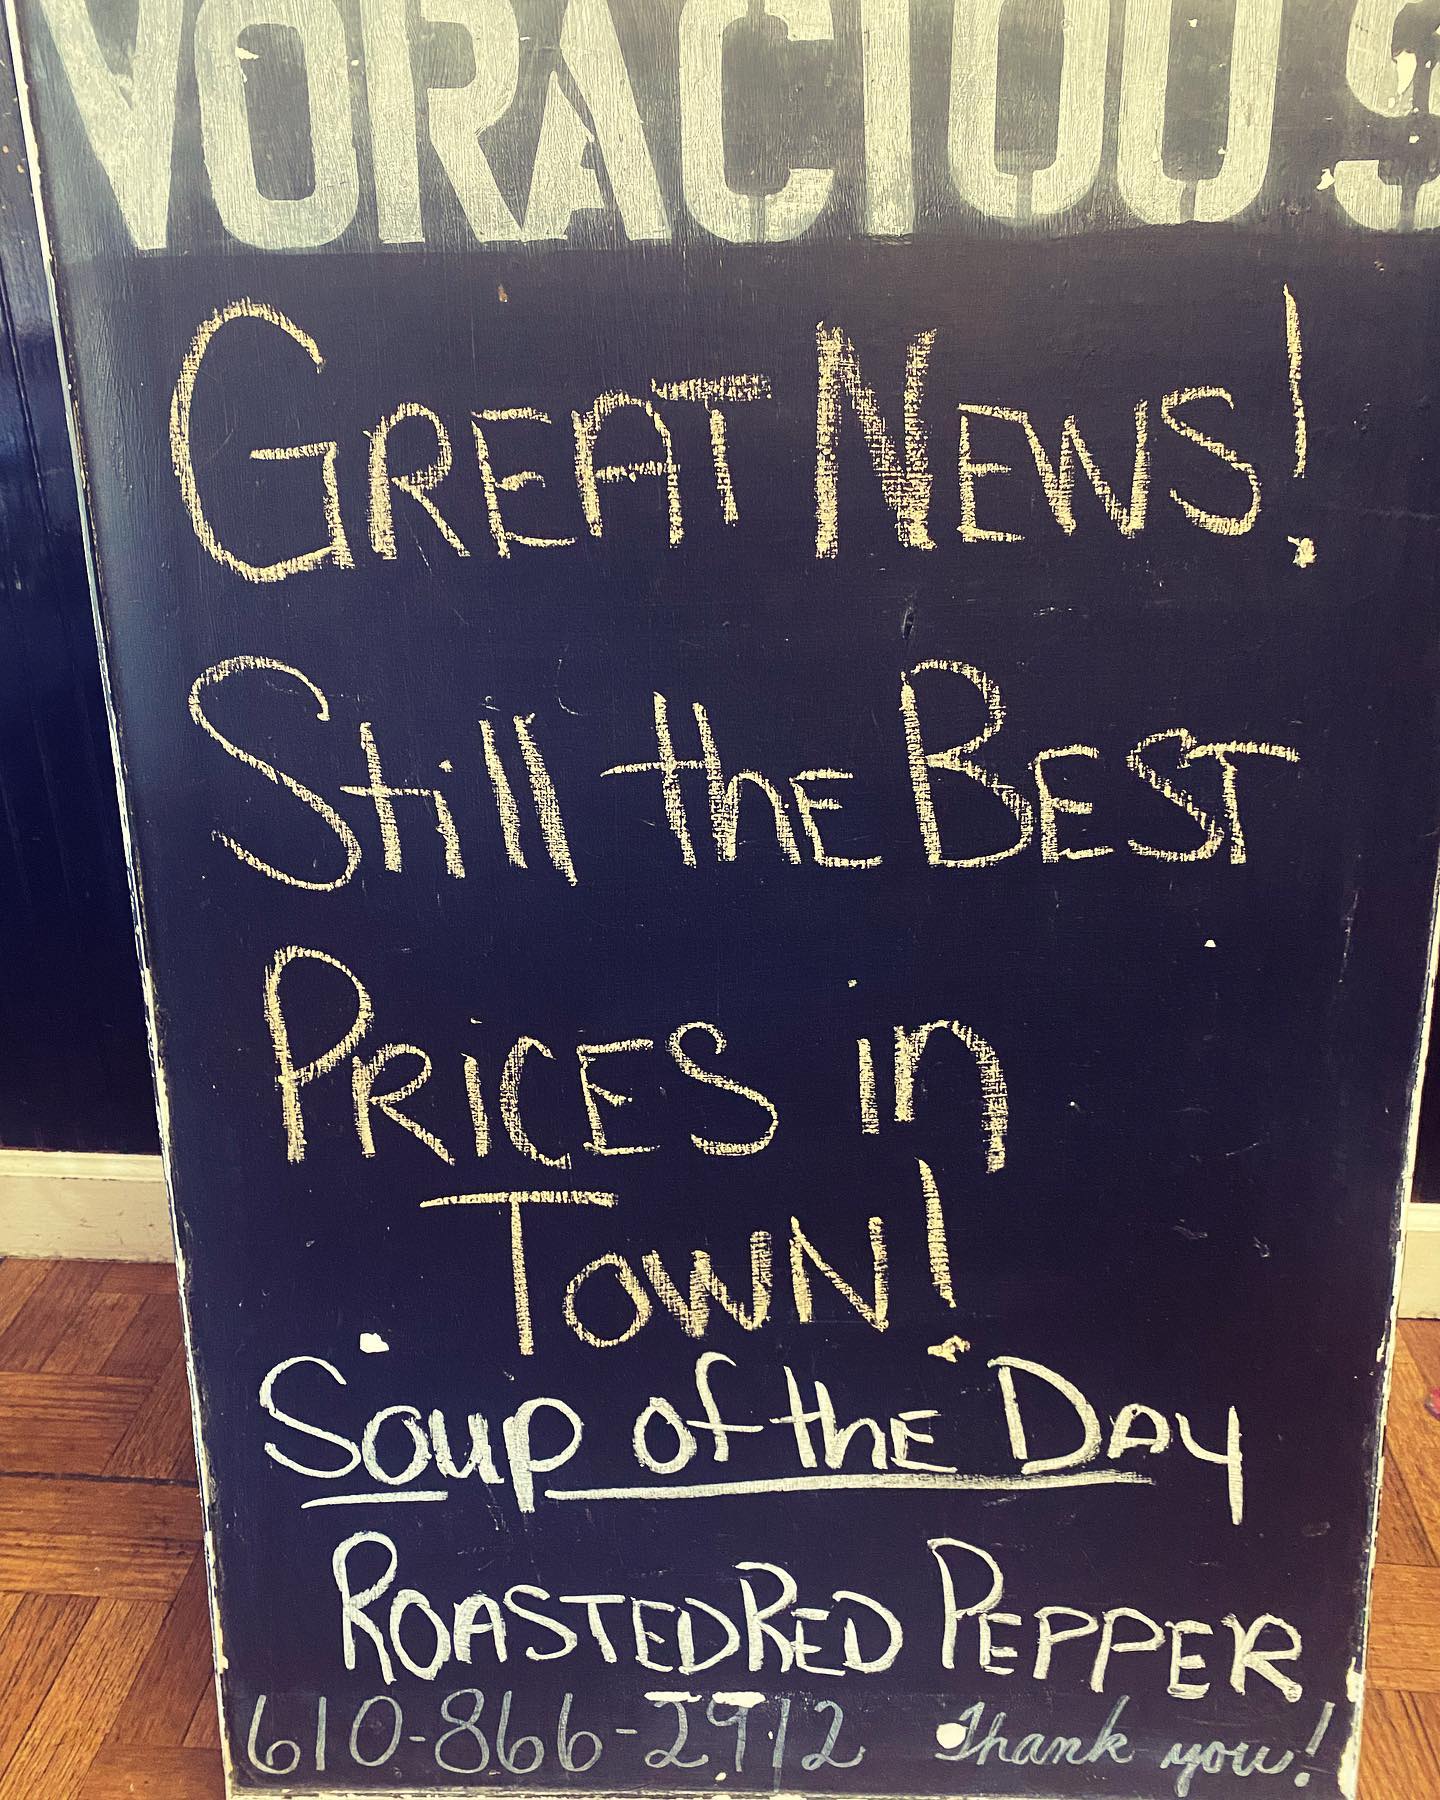 VORACIOUS
GREAT NEWS!
Still the BEST
PRICES in
TOWN!
Soup of the DAY
ROASTED RED PEPPER
610-866-2912 Thank you!